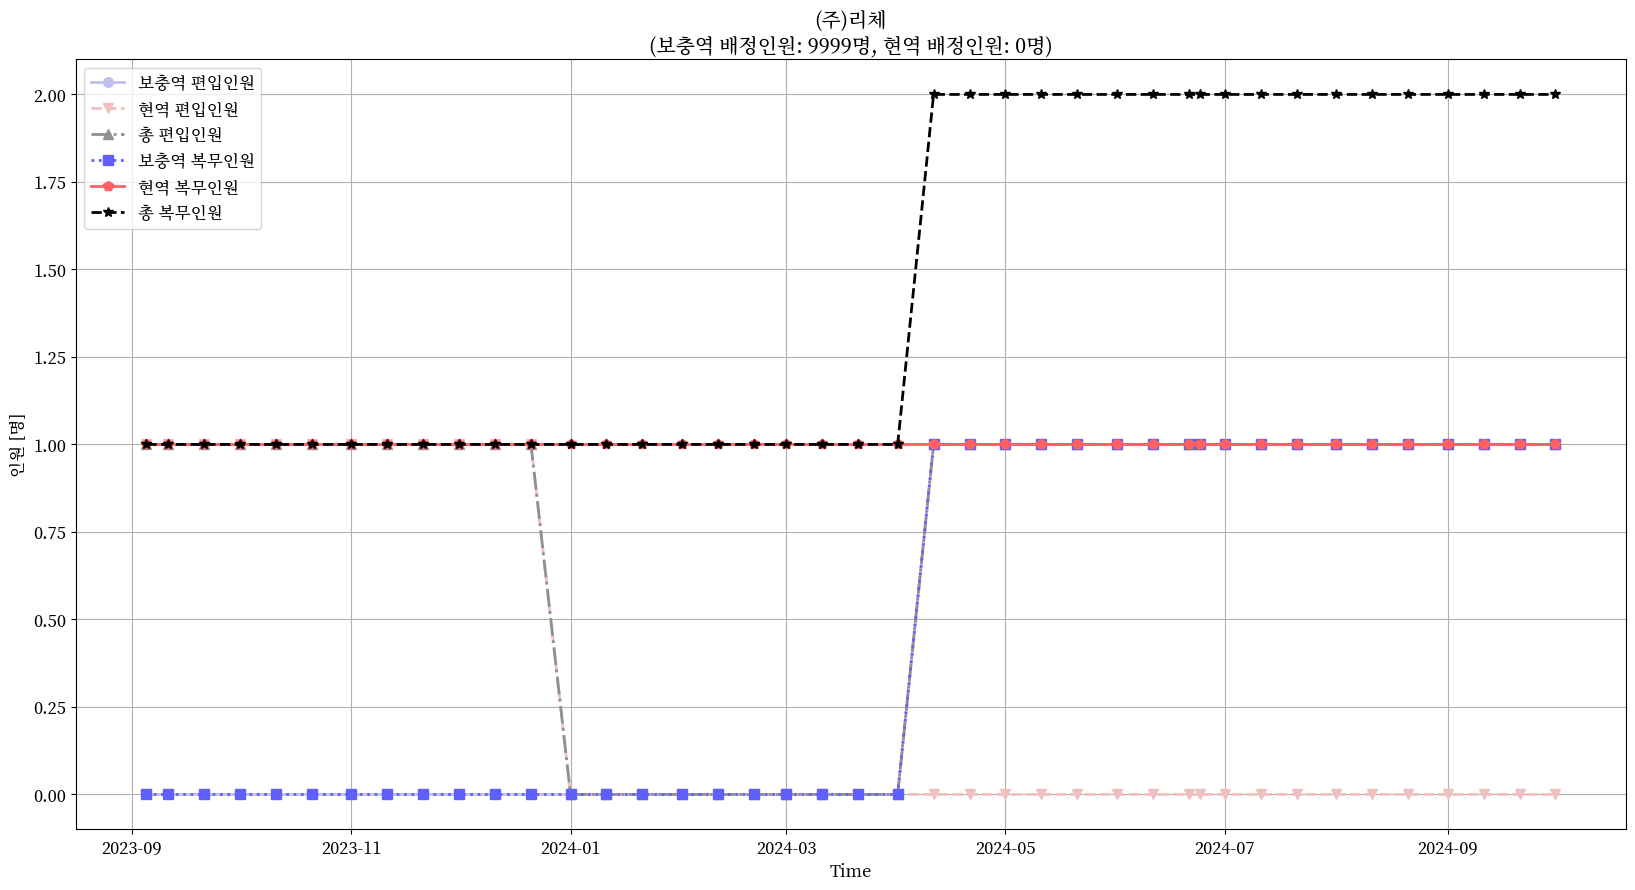 (주)리체
(보충역 배정인원: 9999명, 현역 배정인원: 0명)
보충역 편입인원
현역 편입인원
총 편입인원
보충역 복무인원
현역 복무인원
총 복무인원
2.00
1.75
1.50
1.25
1.00
0.75
0.50
0.25
0.00
인원 [명]
2023-09 2023-11 2024-01 2024-03 2024-05 2024-07 2024-09
Time